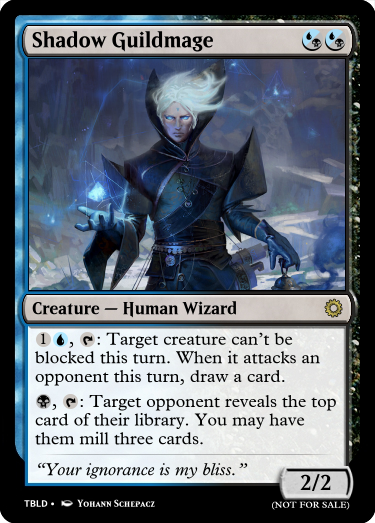 Shadow Guildmage
Creature — Human Wizard
1, : Target creature can't be
blocked this turn. When it attacks an
opponent this turn, draw a card.
, : Target opponent reveals the top
card of their library. You may have
them mill three cards.
“Your ignorance is my bliss.”
2/2
TBLD • Yohann Schepacz
(NOT FOR SALE)